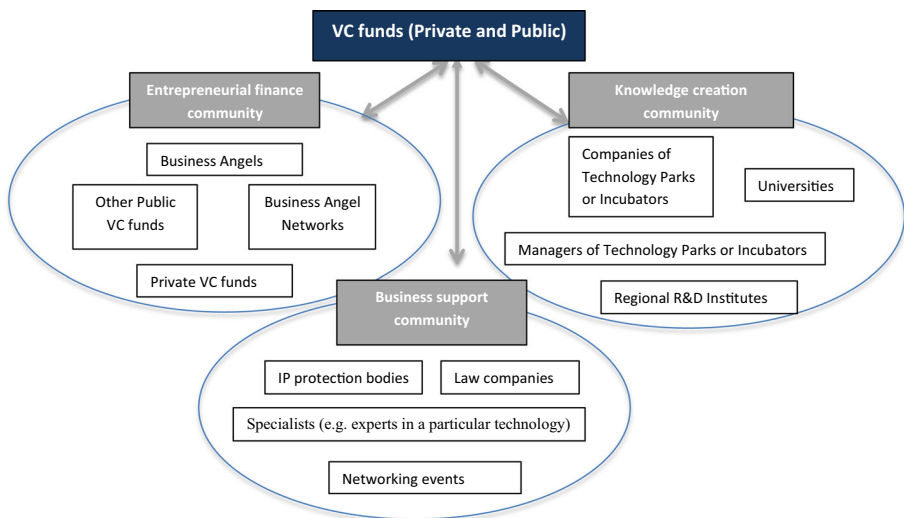 VC funds (Private and Public)
Entrepreneurial finance
community
Business Angels
Other Public
VC funds
Business Angel
Networks
Private VC funds
Knowledge creation
community
Companies of
Technology Parks
or Incubators
Universities
Managers of Technology Parks or Incubators
Regional R&D Institutes
Business support
community
IP protection bodies
Law companies
Specialists (e.g. experts in a particular technology)
Networking events